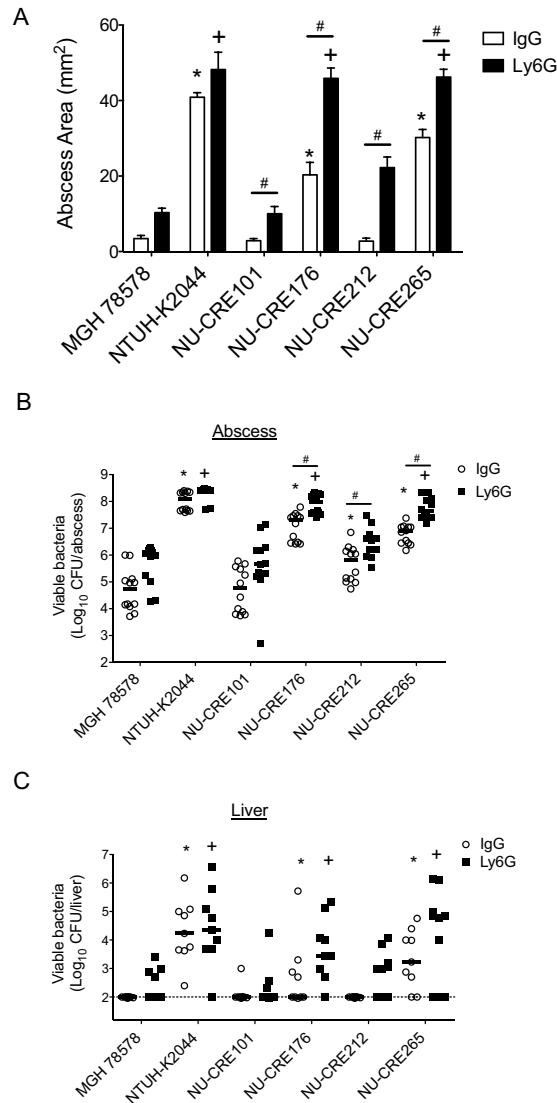 A
Abscess Area (mm²)
60
40
20
0
*
+
#
*
#
+
#
*
#
+
IgG
Ly6G
MGH 78578
NTUH-K2044
NU-CRE101
NU-CRE176
NU-CRE212
NU-CRE265
B
Abscess
Viable bacteria
(Log₁₀ CFU/abscess)
9
8
7
6
5
4
3
2
* +
#
* +
#
*
#
* +
IgG
Ly6G
MGH 78578
NTUH-K2044
NU-CRE101
NU-CRE176
NU-CRE212
NU-CRE265
C
Liver
Viable bacteria
(Log₁₀ CFU/liver)
7
6
5
4
3
2
* +
* +
* +
IgG
Ly6G
MGH 78578
NTUH-K2044
NU-CRE101
NU-CRE176
NU-CRE212
NU-CRE265